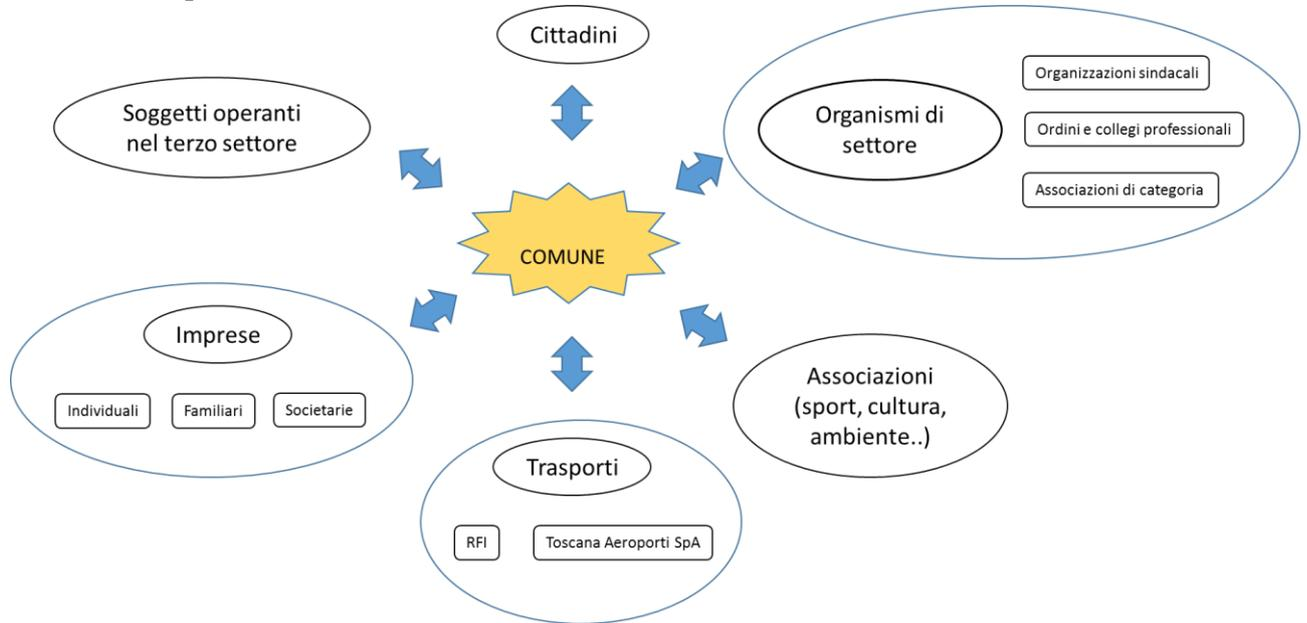 Cittadini
Soggetti operanti
nel terzo settore
Organismi di
settore
Organizzazioni sindacali
Ordini e collegi professionali
Associazioni di categoria
COMUNE
Imprese
Individuali
Familiari
Societarie
Trasporti
RFI
Toscana Aeroporti SpA
Associazioni
(sport, cultura,
ambiente..)